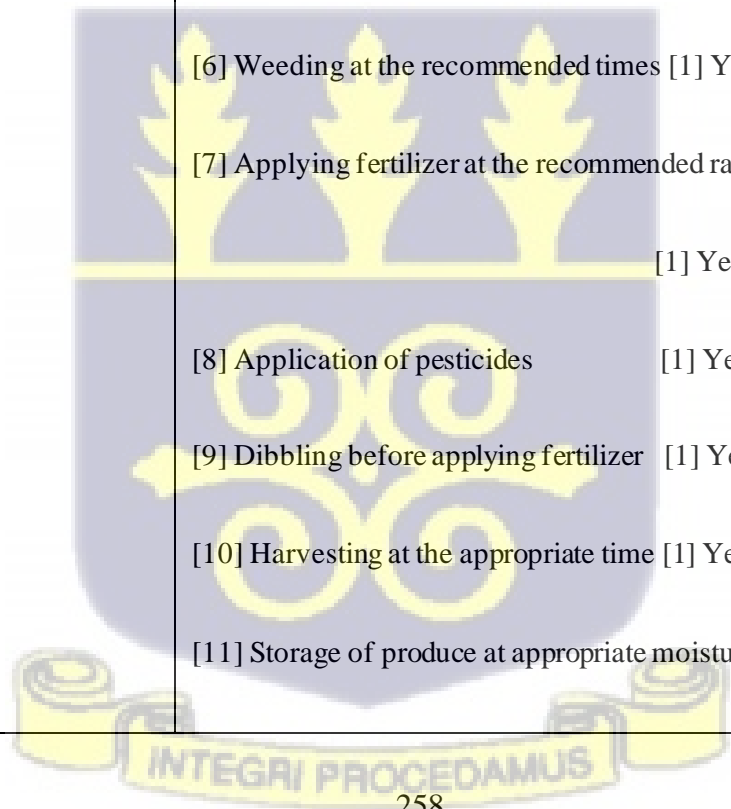 [6] Weeding at the recommended times [1] Y
[7] Applying fertilizer at the recommended ra
[1] Ye
[8] Application of pesticides [1] Ye
[9] Dibbling before applying fertilizer [1] Ye
[10] Harvesting at the appropriate time [1] Ye
[11] Storage of produce at appropriate moistu
INTEGRI PROCEDAMUS
258